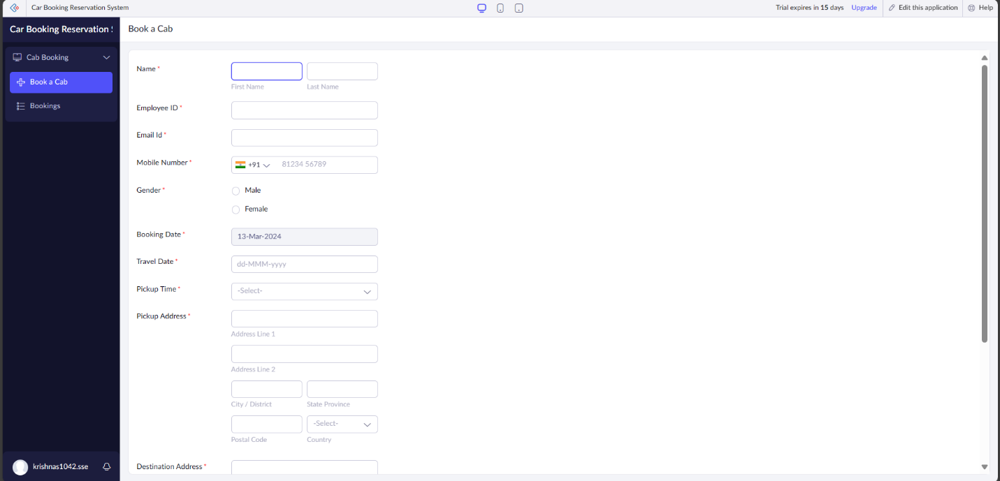 Car Booking Reservation System
Trial expires in 15 days Upgrade Edit this application Help
Car Booking Reservation
Book a Cab
Cab Booking
Book a Cab
Bookings
Name *
First Name Last Name
Employee ID *
Email Id *
Mobile Number *
+91 81234 56789
Gender *
Male
Female
Booking Date *
13-Mar-2024
Travel Date *
dd-MMM-yyyy
Pickup Time *
-Select-
Pickup Address *
Address Line 1
Address Line 2
City / District State Province
-Select-
Postal Code Country
Destination Address *
krishnas1042.sse